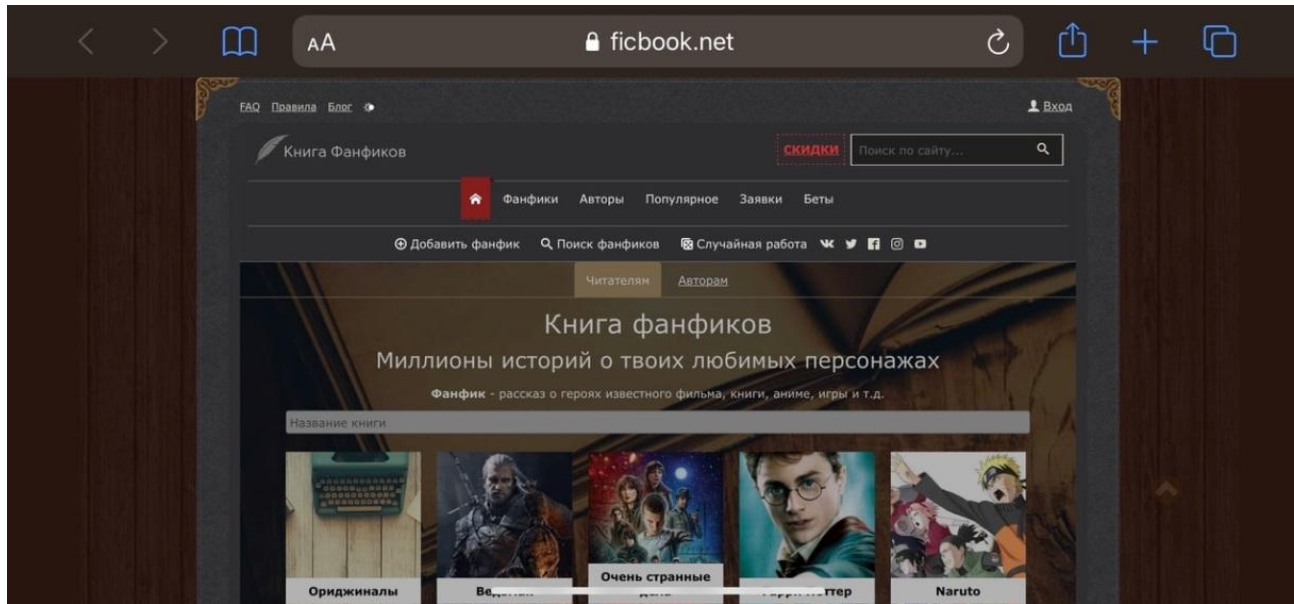 AA ficbook.net
FAQ Правила Блог Вход
Книга Фанфиков СКИДКИ Поиск по сайту...
Фанфики Авторы Популярное Заявки Беты
Добавить фанфик Поиск фанфиков Случайная работа
Читателям Авторам
Книга фанфиков
Миллионы историй о твоих любимых персонажах
Фанфик - рассказ о героях известного фильма, книги, аниме, игры и т.д.
Название книги
Очень странные
Ориджиналы Naruto